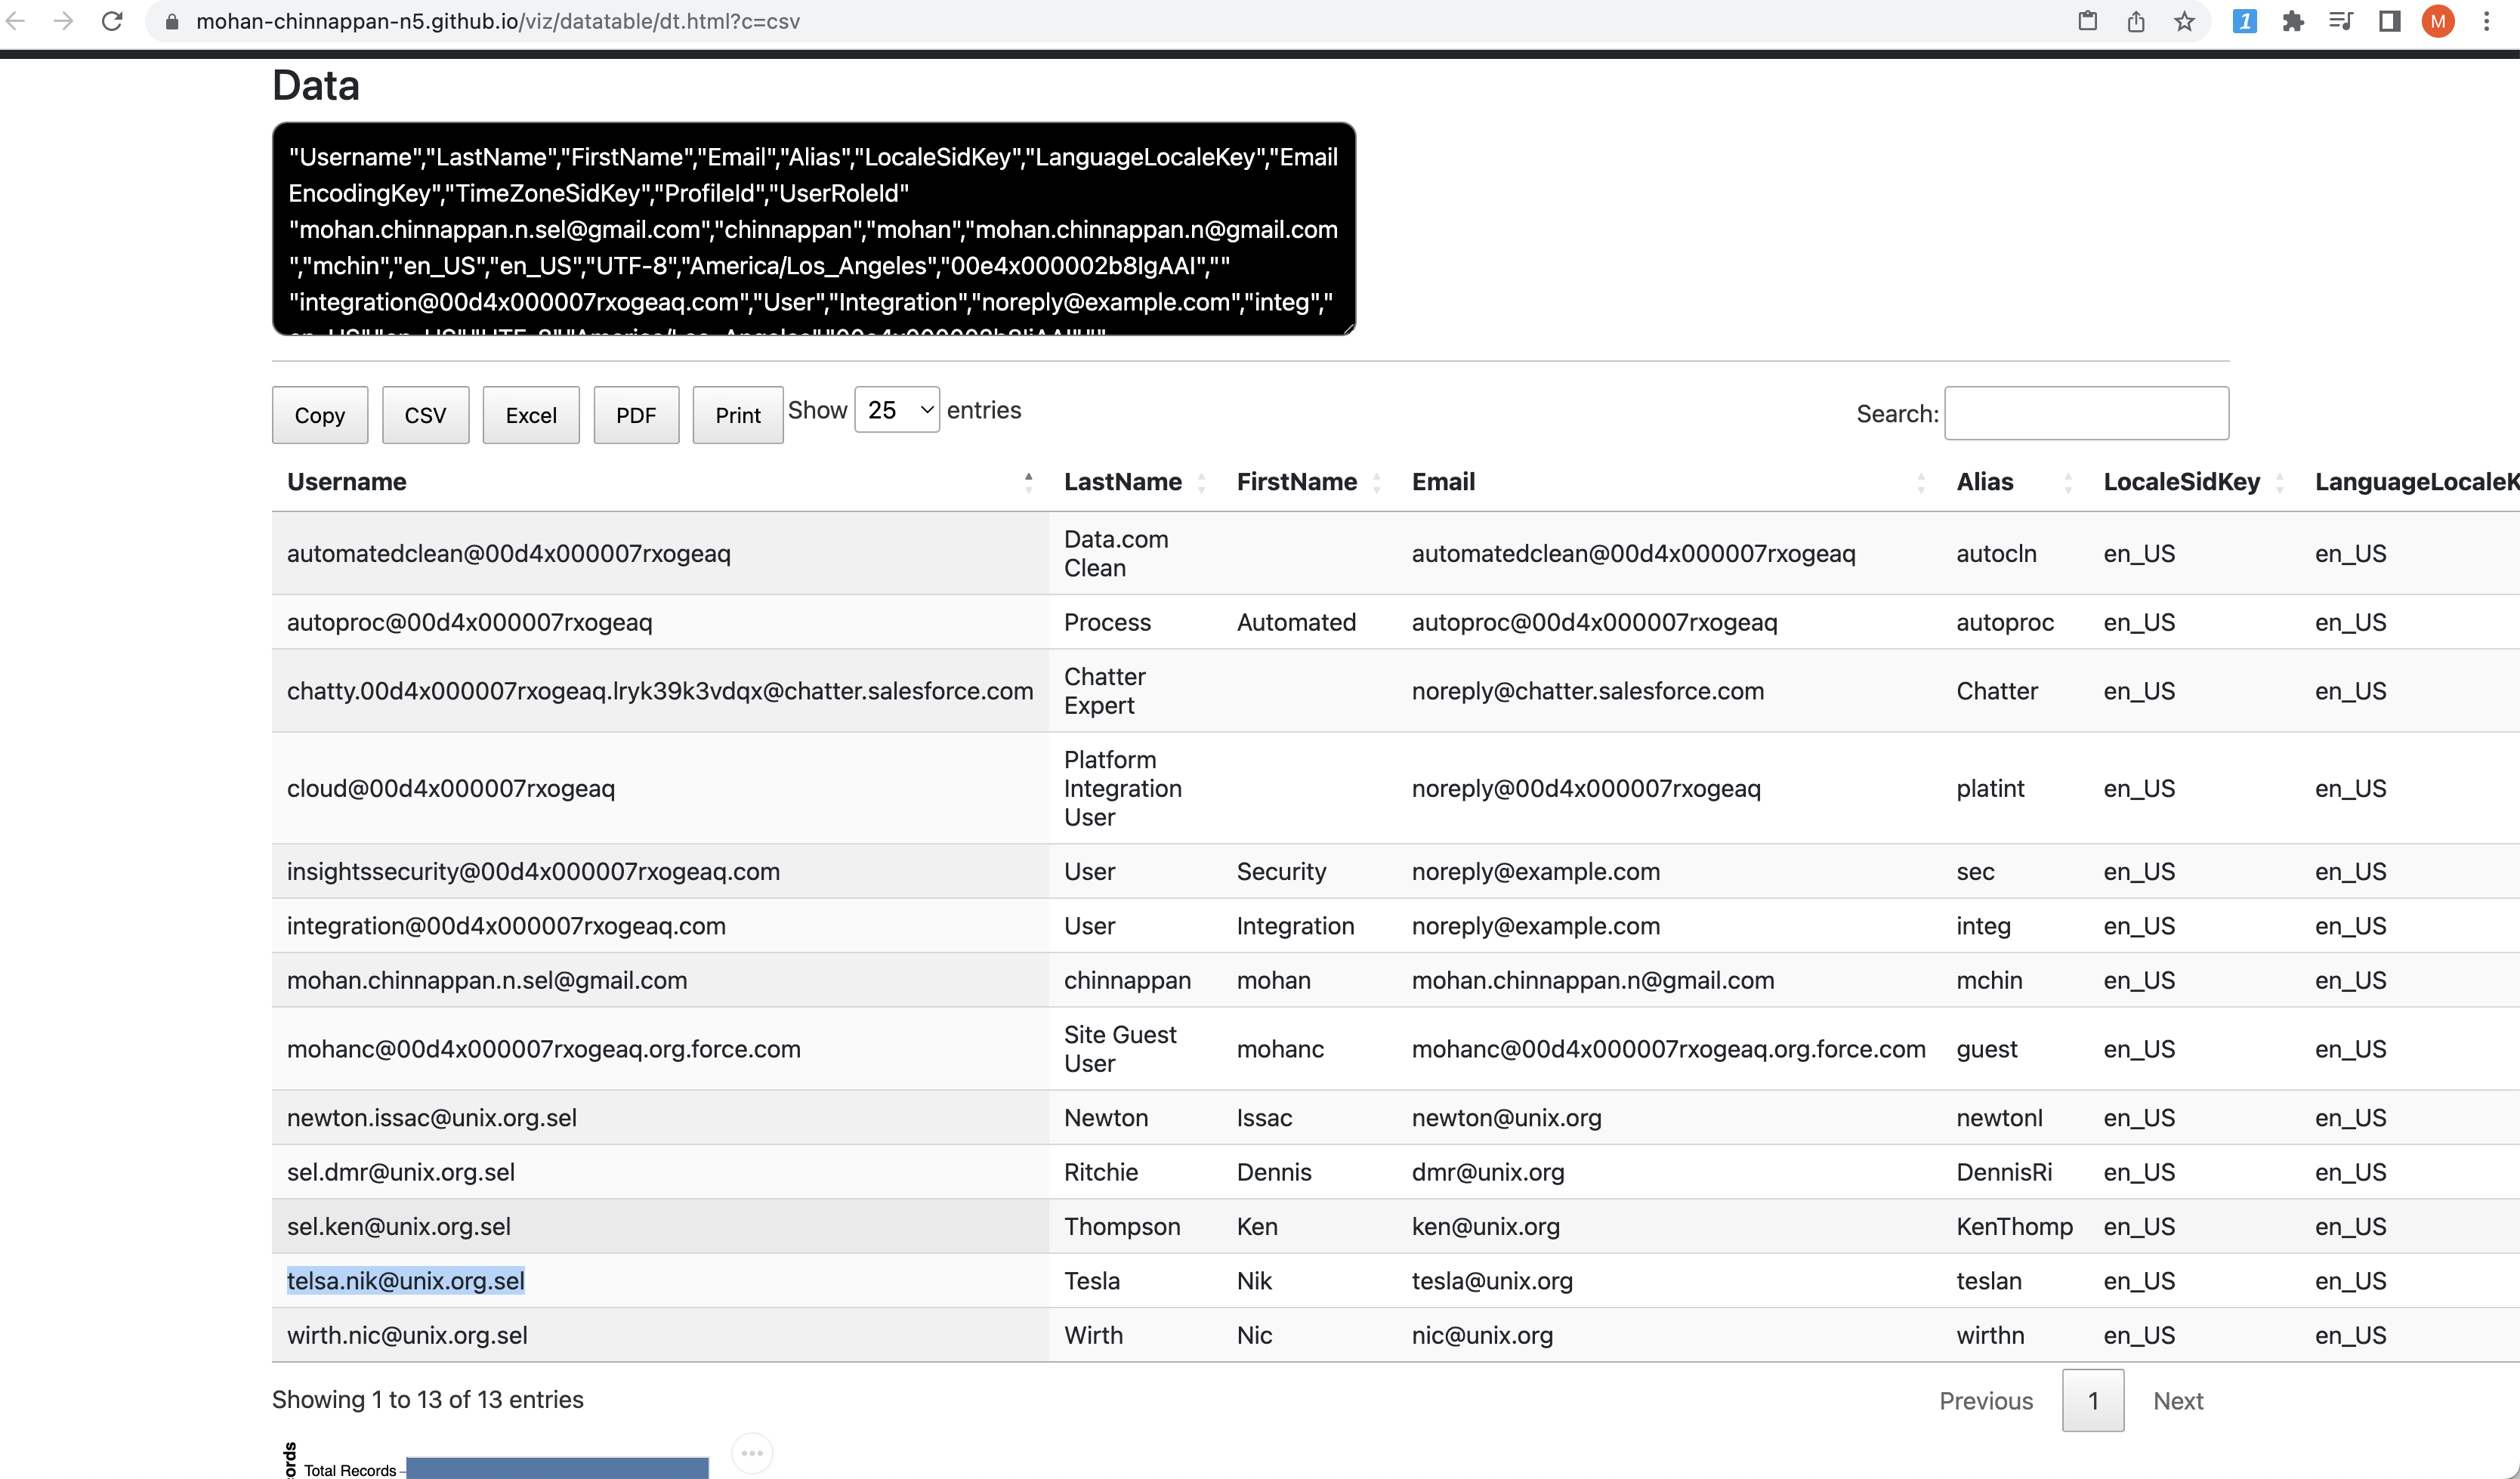 mohan-chinnappan-n5.github.io/viz/datatable/dt.html?c=csv
1
M
Data
"Username","LastName","FirstName","Email","Alias","LocaleSidKey","LanguageLocaleKey","Email
EncodingKey","TimeZoneSidKey","ProfileId","UserRoleId"
"mohan.chinnappan.n.sel@gmail.com","chinnappan","mohan","mohan.chinnappan.n@gmail.com
","mchin","en_US","en_US","UTF-8","America/Los_Angeles","00e4x000002b8IgAAI",""
"integration@00d4x000007rxogeaq.com","User","Integration","noreply@example.com","integ","
Copy CSV Excel PDF Print Show 25 entries Search:
Username LastName FirstName Email Alias LocaleSidKey LanguageLocaleK
automatedclean@00d4x000007rxogeaq Data.com Clean automatedclean@00d4x000007rxogeaq autocln en_US en_US
autoproc@00d4x000007rxogeaq Process Automated autoproc@00d4x000007rxogeaq autoproc en_US en_US
chatty.00d4x000007rxogeaq.lryk39k3vdqx@chatter.salesforce.com Chatter Expert noreply@chatter.salesforce.com Chatter en_US en_US
cloud@00d4x000007rxogeaq Platform Integration User noreply@00d4x000007rxogeaq platint en_US en_US
insightssecurity@00d4x000007rxogeaq.com User Security noreply@example.com sec en_US en_US
integration@00d4x000007rxogeaq.com User Integration noreply@example.com integ en_US en_US
mohan.chinnappan.n.sel@gmail.com chinnappan mohan mohan.chinnappan.n@gmail.com mchin en_US en_US
mohanc@00d4x000007rxogeaq.org.force.com Site Guest User mohanc mohanc@00d4x000007rxogeaq.org.force.com guest en_US en_US
newton.issac@unix.org.sel Newton Issac newton@unix.org newtonI en_US en_US
sel.dmr@unix.org.sel Ritchie Dennis dmr@unix.org DennisRi en_US en_US
sel.ken@unix.org.sel Thompson Ken ken@unix.org KenThomp en_US en_US
telsa.nik@unix.org.sel Tesla Nik tesla@unix.org teslan en_US en_US
wirth.nic@unix.org.sel Wirth Nic nic@unix.org wirthn en_US en_US
Showing 1 to 13 of 13 entries Previous 1 Next
Total Records